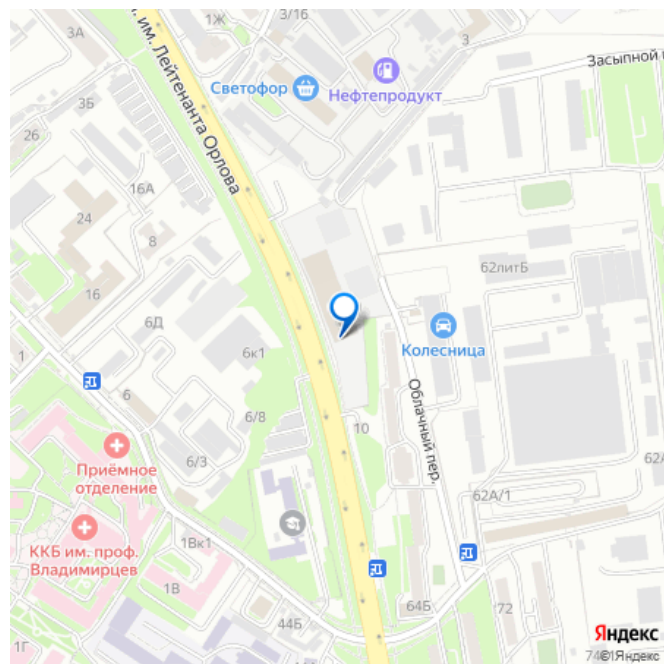 1Ж
3/16
3
Засыпной
им. Лейтенанта Орлова
Светофор
Нефтепродукт
3Б
26
16А
24
8
16
62литБ
6Д
6к1
Колесница
1
6
Облачный пер.
6/8
10
Приёмное
отделение
6/3
62А/1
62А
ККБ им. проф.
Владимирцев
1Вк1
1В
44Б
64Б
72
1Г
Яндекс
© Яндекс